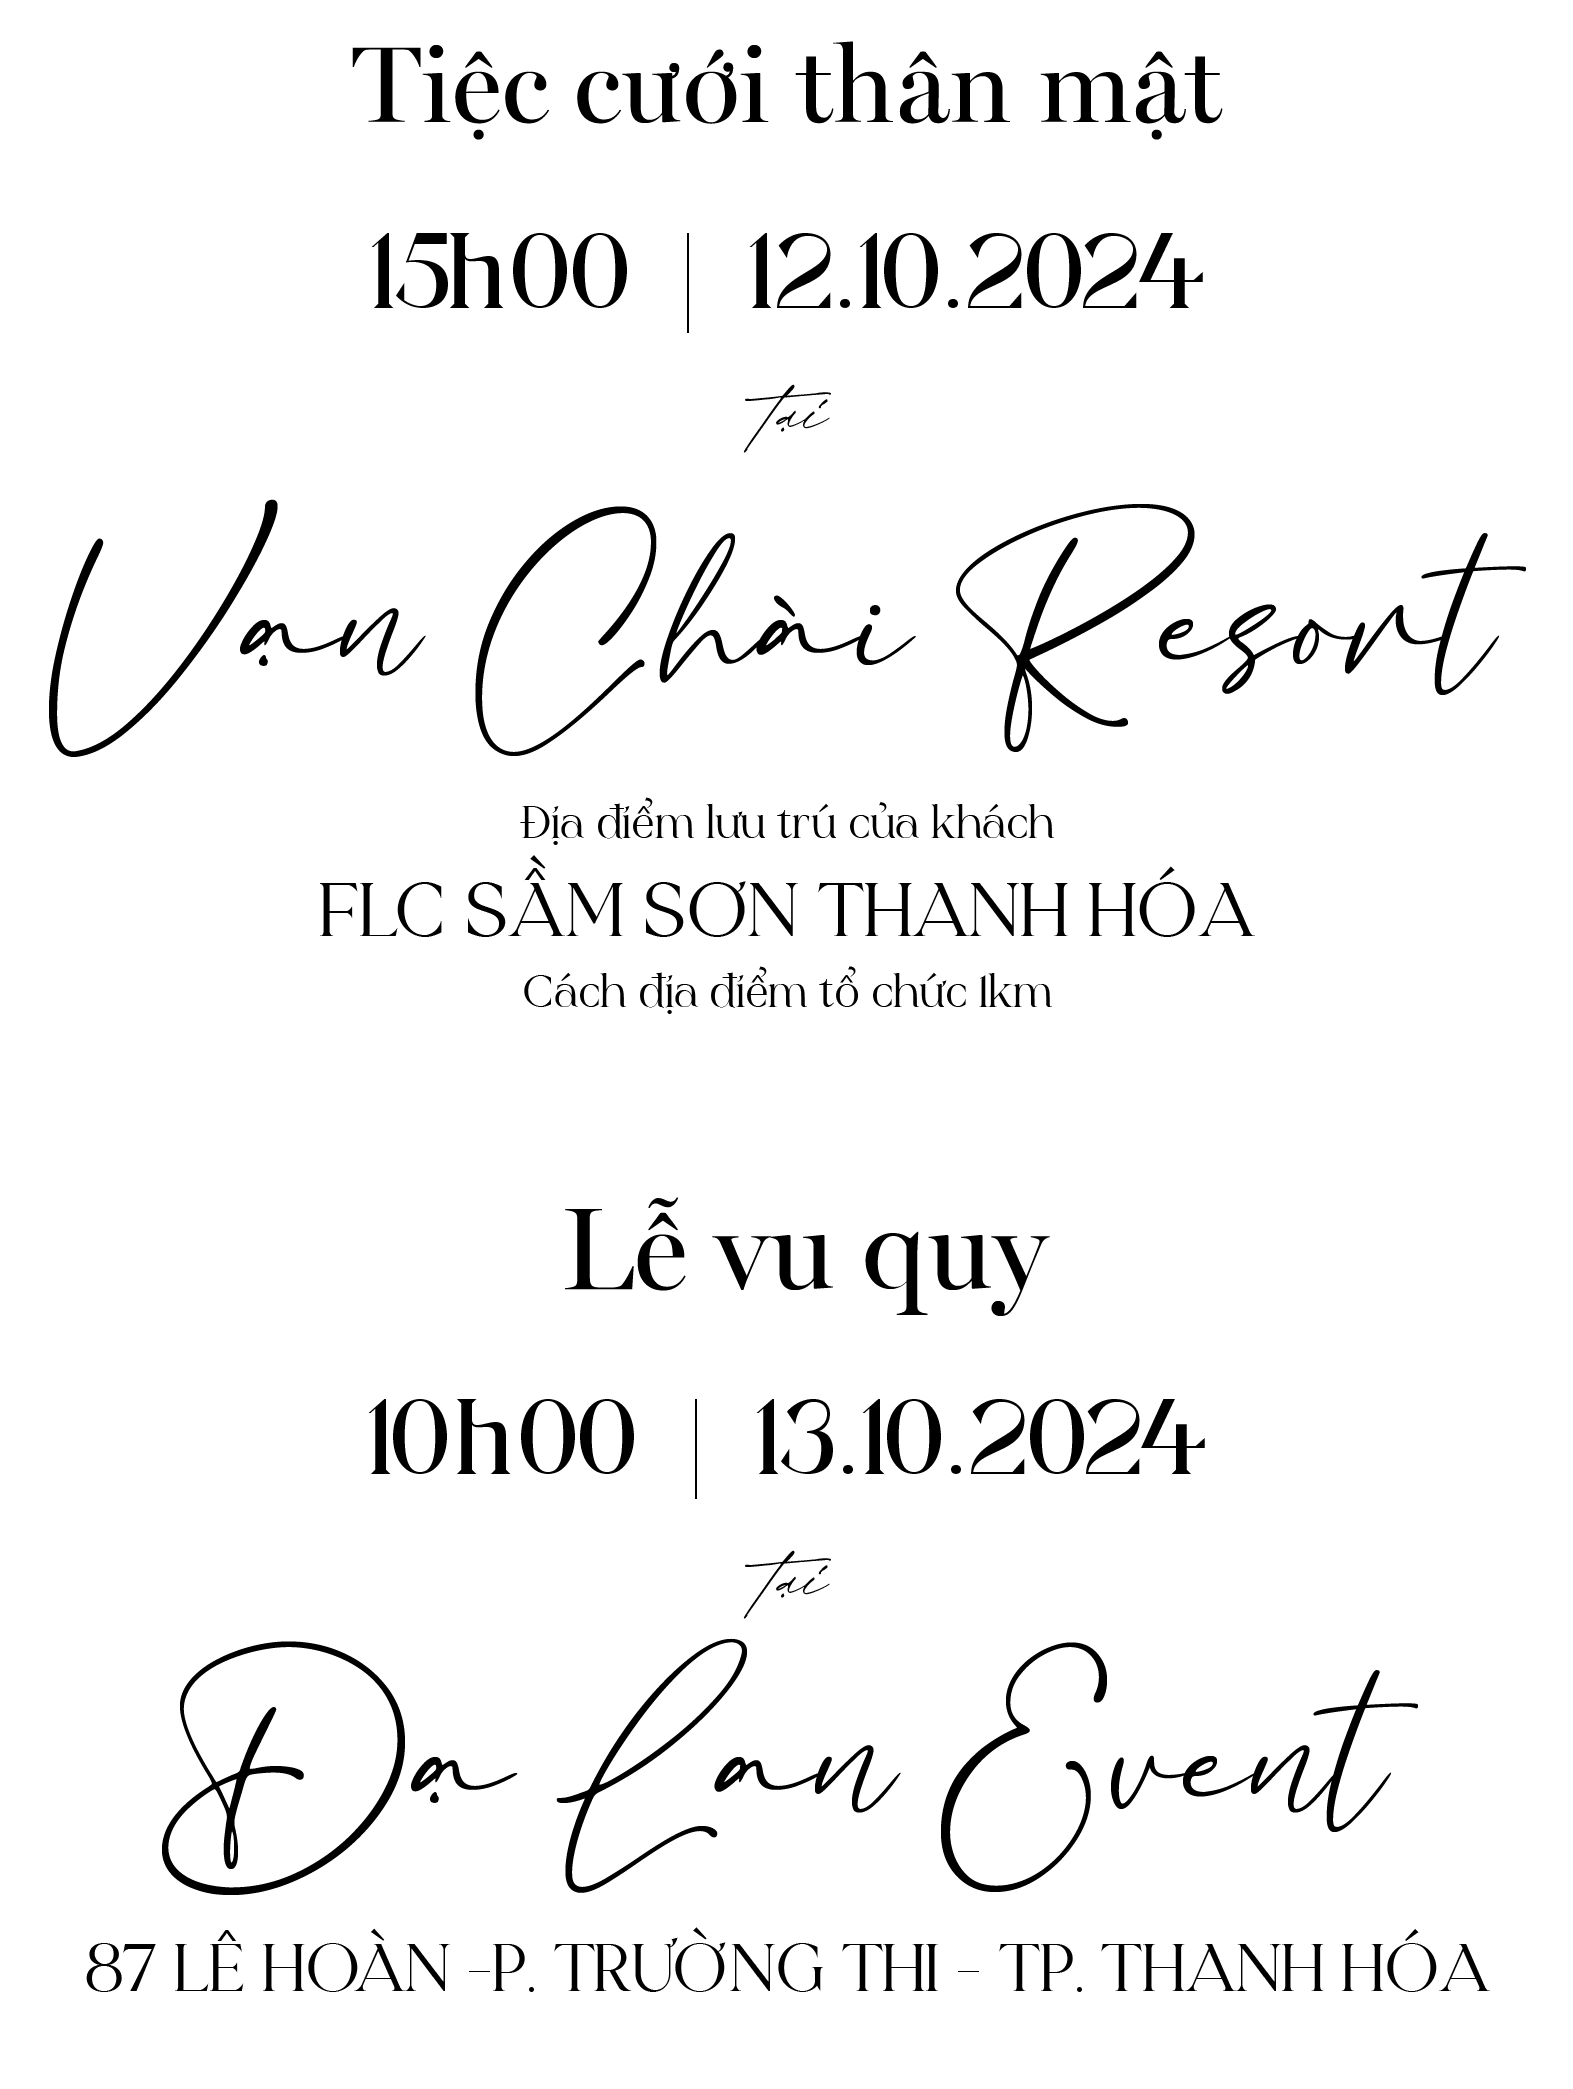 Tiệc cưới thân mật
15h00 | 12.10.2024
Tại
Vạn Chài Resort
Địa điểm lưu trú của khách
FLC SẦM SƠN THANH HÓA
Cách địa điểm tổ chức 1km
Lễ vu quy
10h00 | 13.10.2024
Tại
Dạ Lan Event
87 LÊ HOÀN -P. TRƯỜNG THI - TP. THANH HÓA